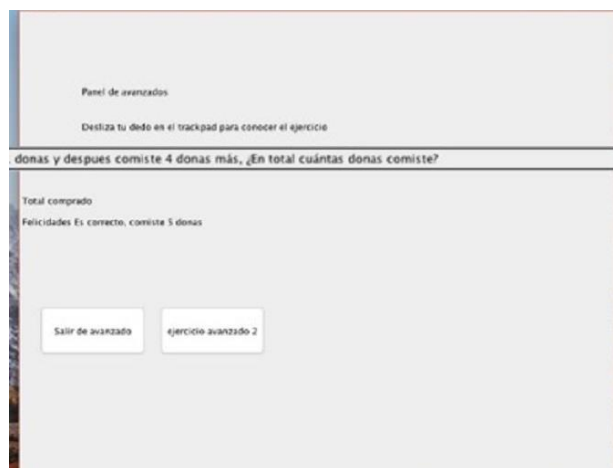 Panel de avanzados
Desliza tu dedo en el trackpad para conocer el ejercicio
donas y despues comiste 4 donas más, ¿En total cuántas donas comiste?
Total comprado
Felicidades Es correcto, comiste 5 donas
Salir de avanzado
ejercicio avanzado 2